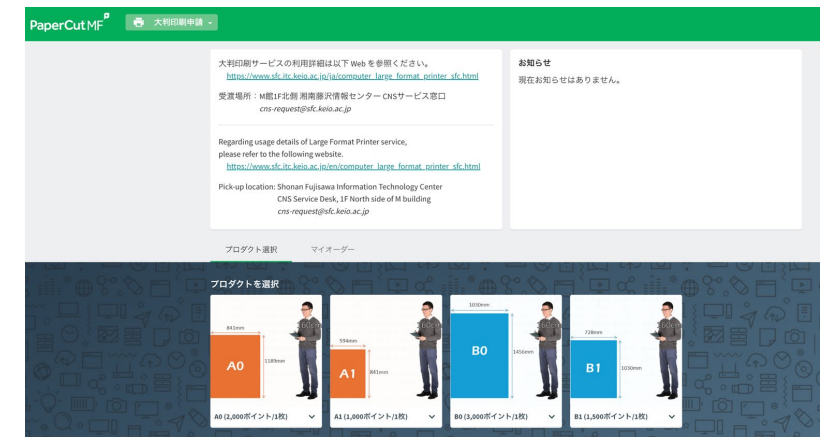 PaperCut MF P
大判印刷申請
大判印刷サービスの利用詳細は以下 Web を参照ください。
https://www.sfc.itc.keio.ac.jp/ja/computer_large_format_printer_sfc.html
受渡場所：Μ館1F北側 湘南藤沢情報センター CNSサービス窓口
cns-request@sfc.keio.ac.jp
Regarding usage details of Large Format Printer service,
please refer to the following website.
https://www.sfc.itc.keio.ac.jp/en/computer_large_format_printer_sfc.html
Pick-up location: Shonan Fujisawa Information Technology Center
CNS Service Desk, 1F North side of M building
cns-request@sfc.keio.ac.jp
お知らせ
現在お知らせはありません。
プロダクト選択 マイオーダー
プロダクトを選択
841mm
1189mm
A0
160cm
A0 (2,000ポイント/1枚)
594mm
841mm
A1
160cm
A1 (1,000ポイント/1枚)
1030mm
1456mm
B0
160cm
B0 (3,000ポイント/1枚)
728mm
1030mm
B1
160cm
B1 (1,500ポイント/1枚)